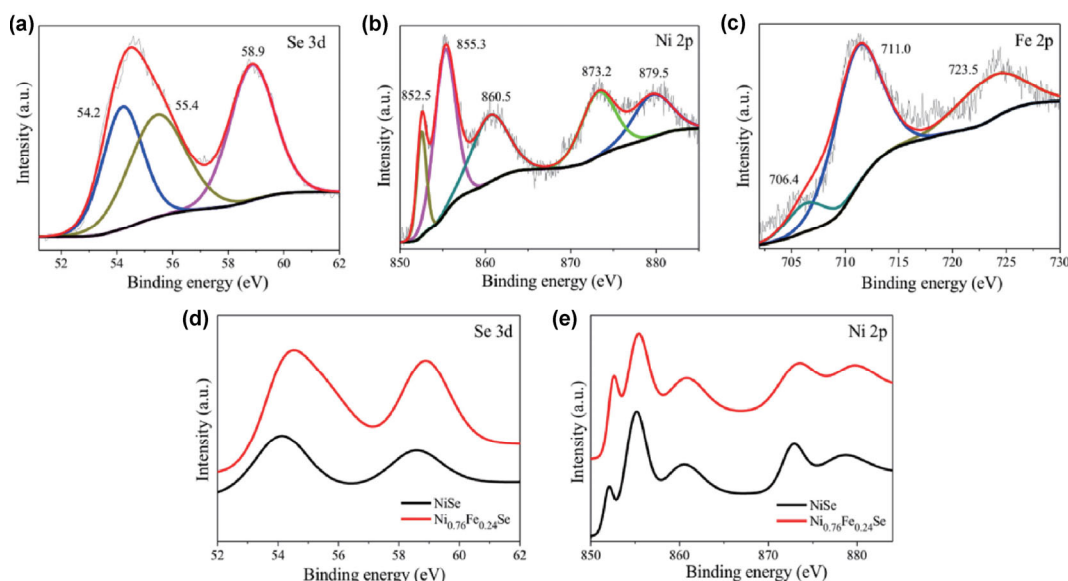 (a)
Se 3d
54.2
55.4
58.9
Intensity (a.u.)
52 54 56 58 60 62
Binding energy (eV)
(b)
Ni 2p
852.5
855.3
860.5
873.2
879.5
Intensity (a.u.)
850 860 870 880
Binding energy (eV)
(c)
Fe 2p
706.4
711.0
723.5
Intensity (a.u.)
705 710 715 720 725 730
Binding energy (eV)
(d)
Se 3d
Intensity (a.u.)
NiSe
Ni0.76Fe0.24Se
52 54 56 58 60 62
Binding energy (eV)
(e)
Ni 2p
Intensity (a.u.)
NiSe
Ni0.76Fe0.24Se
850 860 870 880
Binding energy (eV)